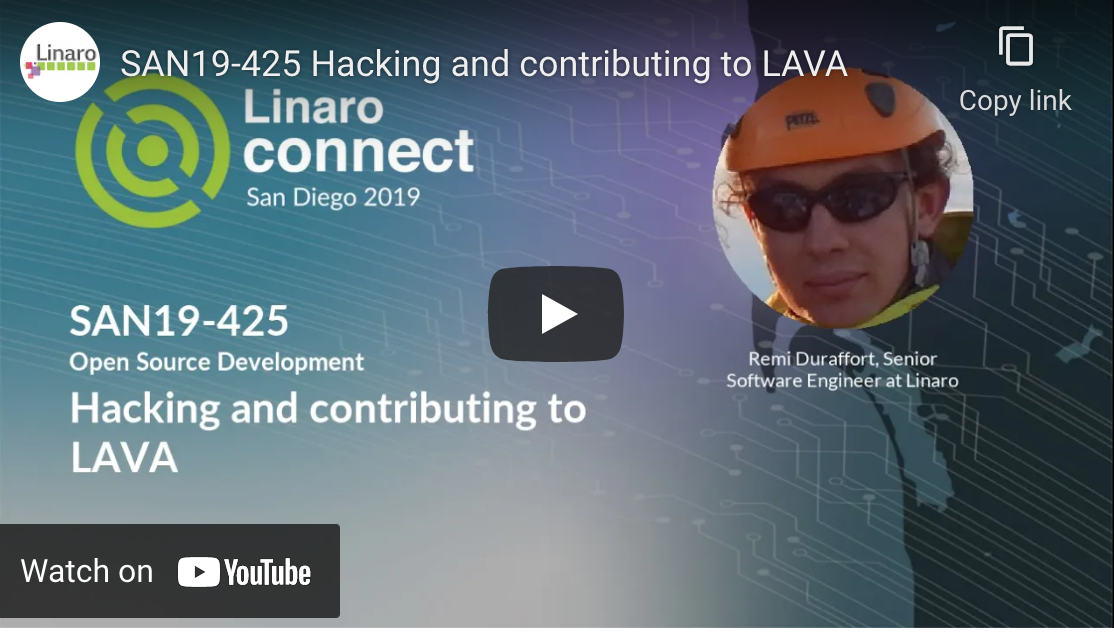 Linaro
SAN19-425 Hacking and contributing to LAVA
Copy link
Linaro
connect
San Diego 2019
PETZL
SAN19-425
Open Source Development
Hacking and contributing to
LAVA
Remi Duraffort, Senior
Software Engineer at Linaro
Watch on YouTube